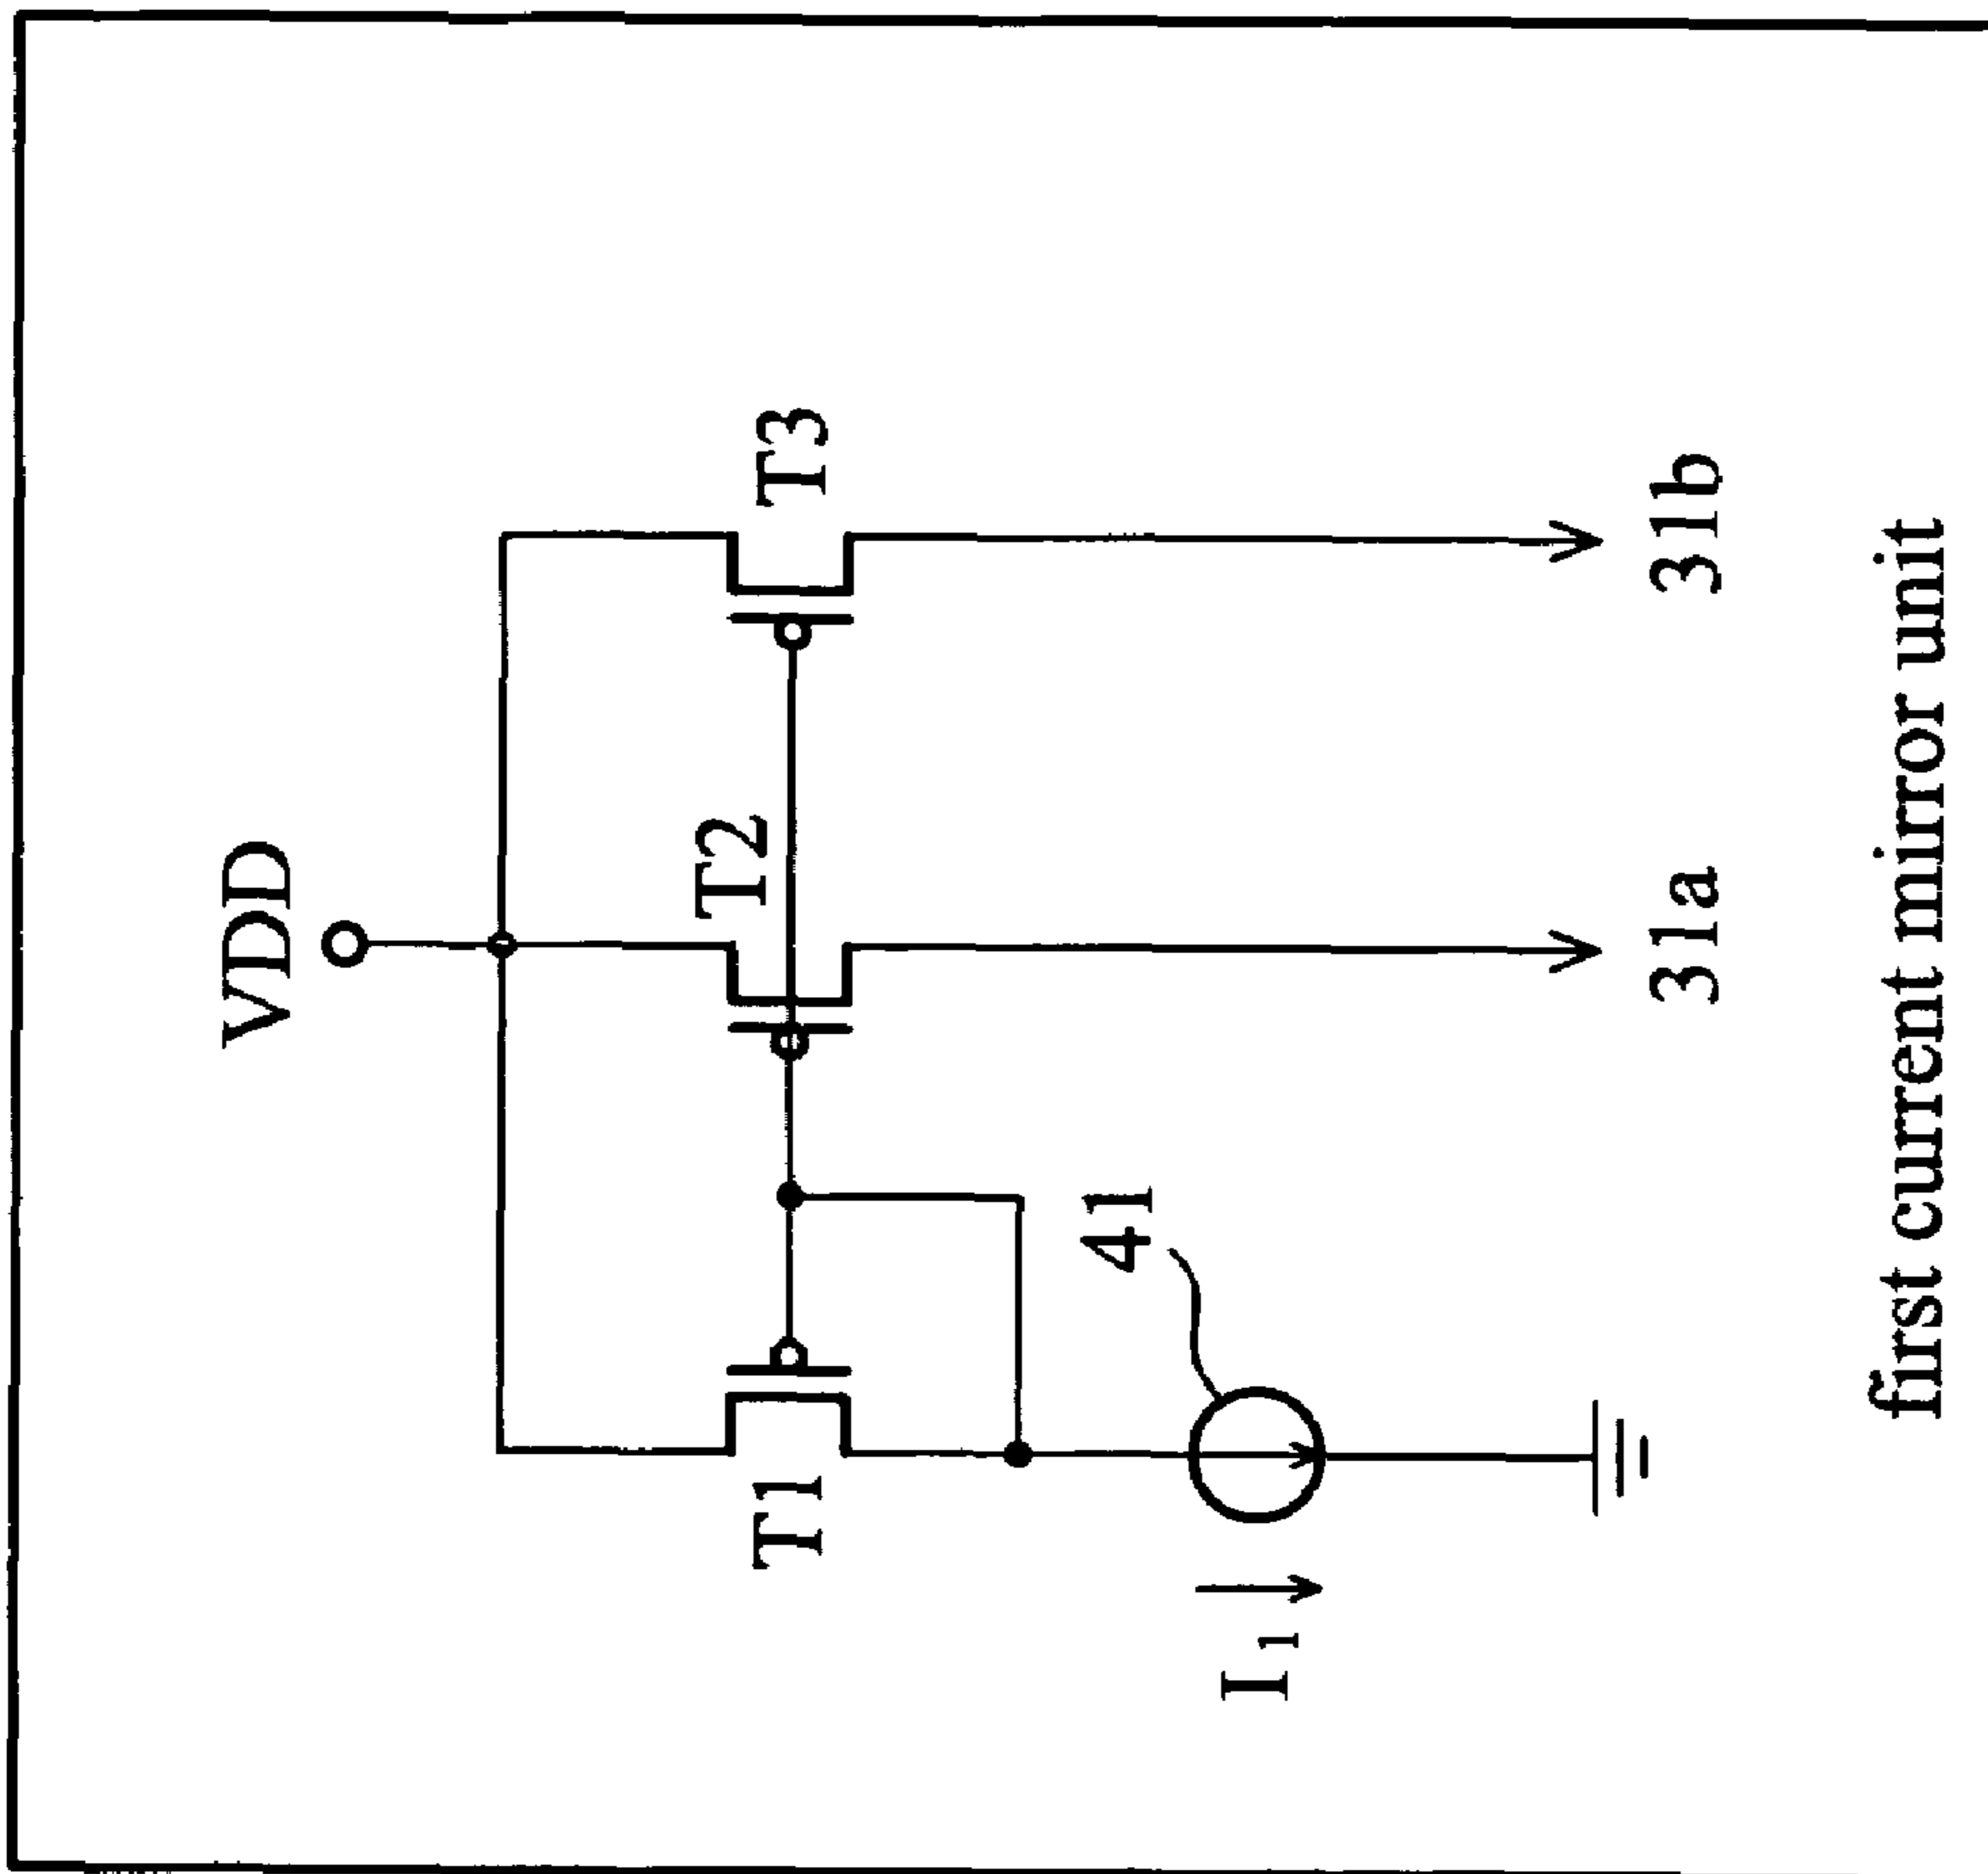 VDD
T1
T2
T3
I1
41
31a
31b
first current mirror unit